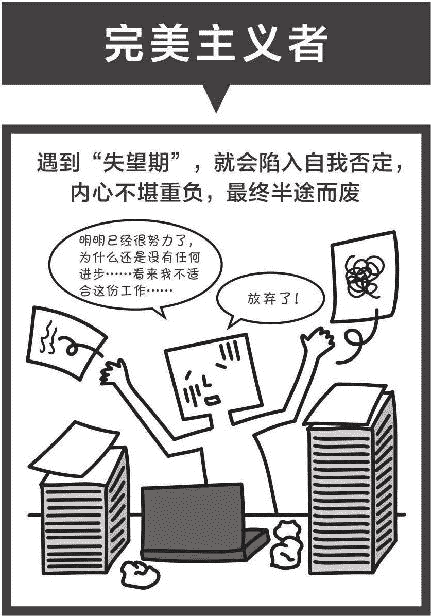 完美主义者
遇到“失望期”，就会陷入自我否定，
内心不堪重负，最终半途而废
明明已经很努力了，
为什么还是没有任何
进步……看来我不适
合这份工作……
放弃了！